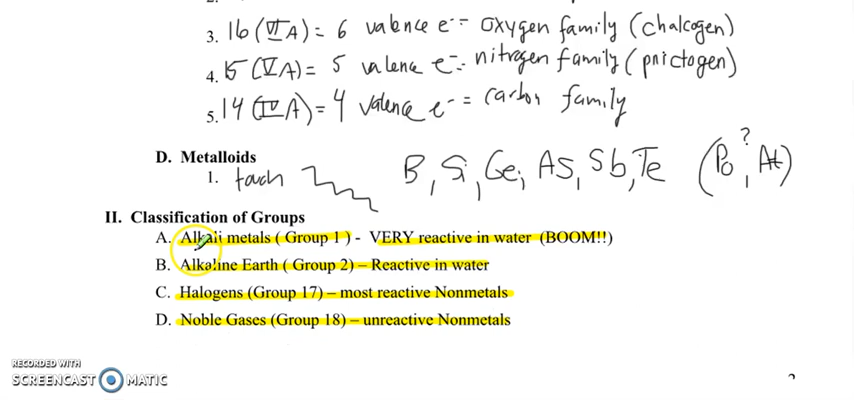 3. 16 (VI A) = 6 valence e⁻ = oxygen family (chalcogen)
4. 15 (V A) = 5 valence e⁻ = nitrogen family (pnictogen)
5. 14 (IV A) = 4 valence e⁻ = carbon family
D. Metalloids
1. touch B, Si, Ge, As, Sb, Te (Po, At)?
II. Classification of Groups
A. Alkali metals ( Group 1 ) - VERY reactive in water (BOOM!!)
B. Alkaline Earth ( Group 2) – Reactive in water
C. Halogens (Group 17) – most reactive Nonmetals
D. Noble Gases (Group 18) – unreactive Nonmetals
RECORDED WITH
SCREENCAST MATIC